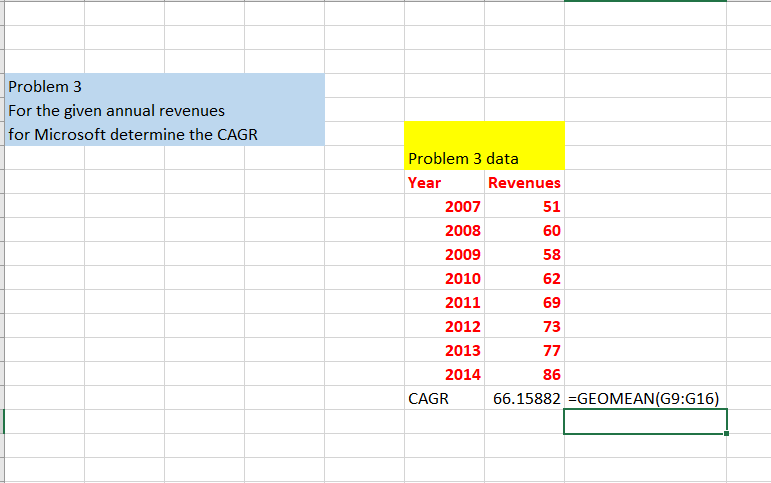 Problem 3
For the given annual revenues
for Microsoft determine the CAGR
Problem 3 data
Year Revenues
2007 51
2008 60
2009 58
2010 62
2011 69
2012 73
2013 77
2014 86
CAGR 66.15882 =GEOMEAN(G9:G16)